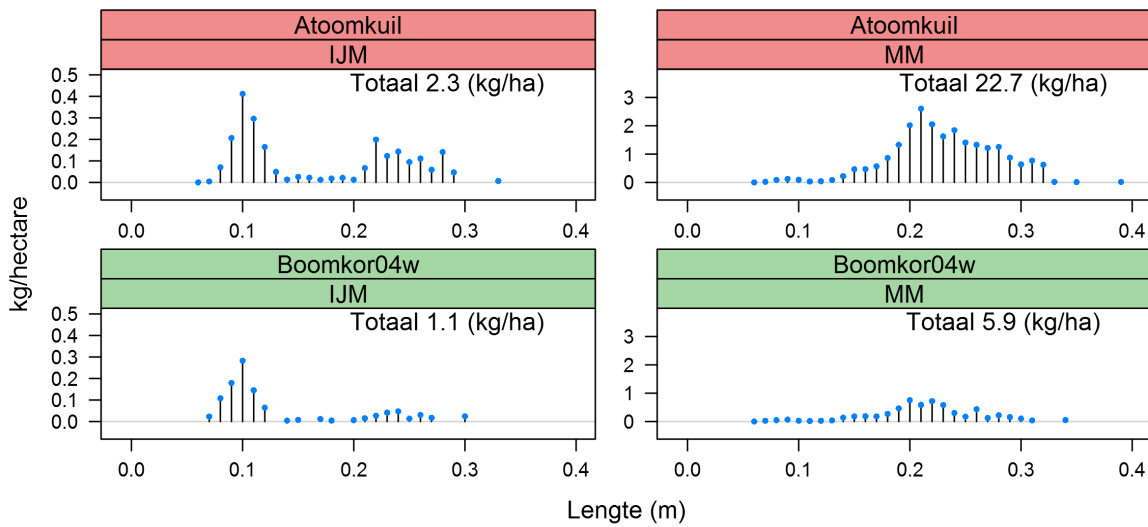 Atoomkuil
IJM
Totaal 2.3 (kg/ha)
0.5
0.4
0.3
0.2
0.1
0.0
0.0 0.1 0.2 0.3 0.4
Atoomkuil
MM
Totaal 22.7 (kg/ha)
3
2
1
0
0.0 0.1 0.2 0.3 0.4
kg/hectare
Boomkor04w
IJM
Totaal 1.1 (kg/ha)
0.5
0.4
0.3
0.2
0.1
0.0
0.0 0.1 0.2 0.3 0.4
Boomkor04w
MM
Totaal 5.9 (kg/ha)
3
2
1
0
0.0 0.1 0.2 0.3 0.4
Lengte (m)